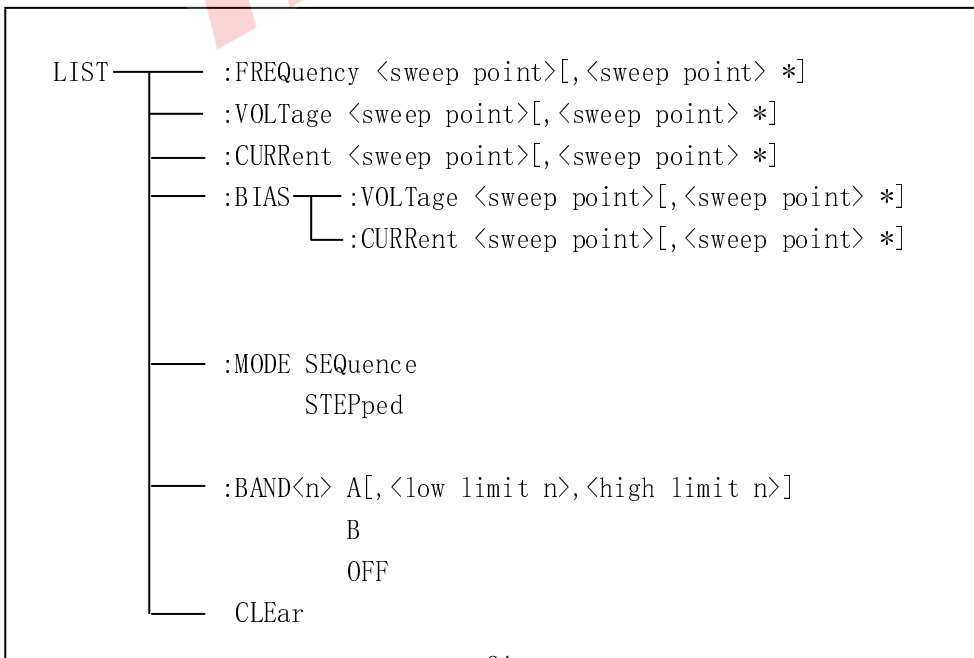 LIST :FREQuency <sweep point>[,<sweep point> *]
:VOLTage <sweep point>[,<sweep point> *]
:CURRent <sweep point>[,<sweep point> *]
:BIAS :VOLTage <sweep point>[,<sweep point> *]
:CURRent <sweep point>[,<sweep point> *]
:MODE SEQuence
STEPped
:BAND<n> A[,<low limit n>,<high limit n>]
B
OFF
CLEar